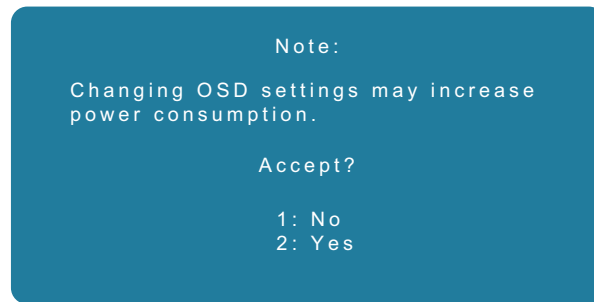 Note:
Changing OSD settings may increase
power consumption.
Accept?
1: No
2: Yes